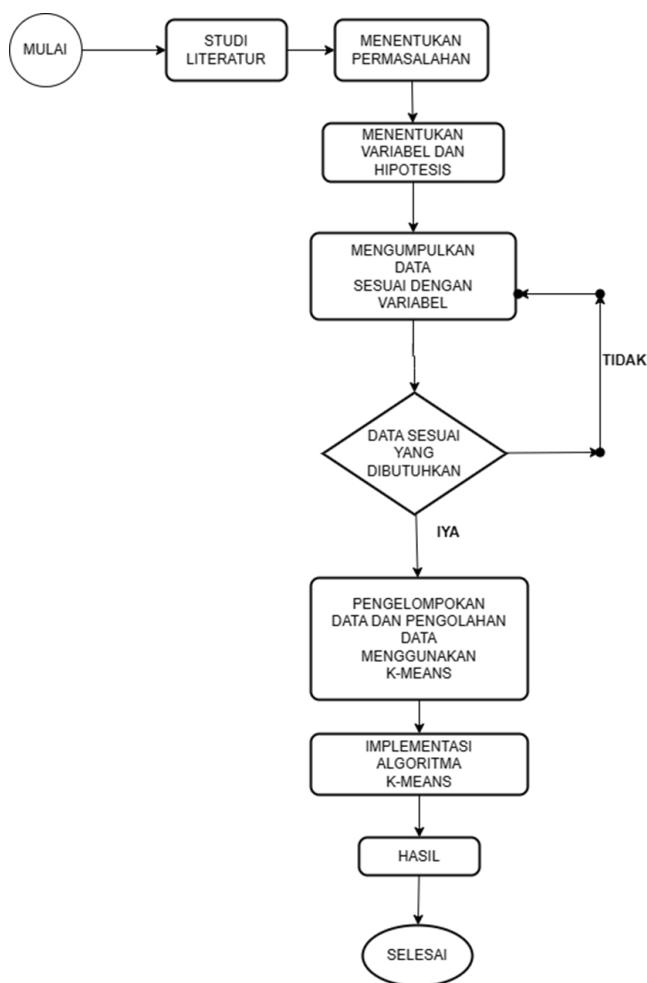 MULAI
STUDI
LITERATUR
MENENTUKAN
PERMASALAHAN
MENENTUKAN
VARIABEL DAN
HIPOTESIS
MENGUMPULKAN
DATA
SESUAI DENGAN
VARIABEL
TIDAK
DATA SESUAI
YANG
DIBUTUHKAN
IYA
PENGELOMPOKAN
DATA DAN PENGOLAHAN
DATA
MENGGUNAKAN
K-MEANS
IMPLEMENTASI
ALGORITMA
K-MEANS
HASIL
SELESAI